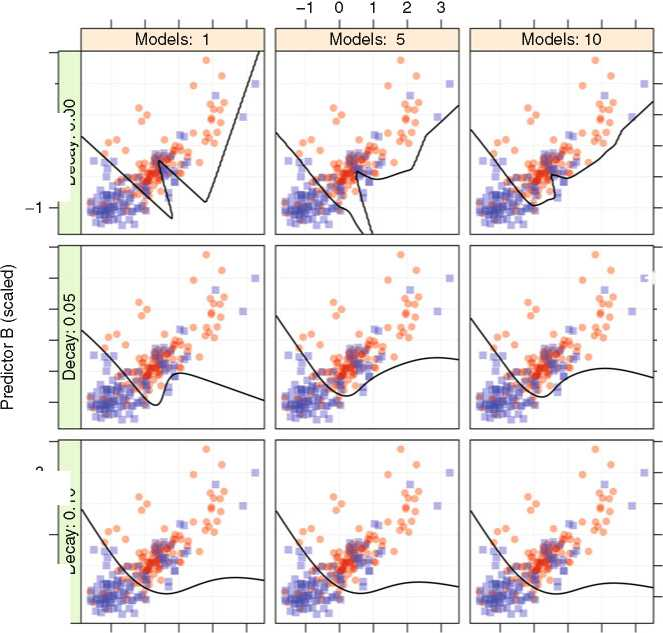 −1 0 1 2 3
Models: 1
Models: 5
Models: 10
−1
Decay: 0.05
Predictor B (scaled)